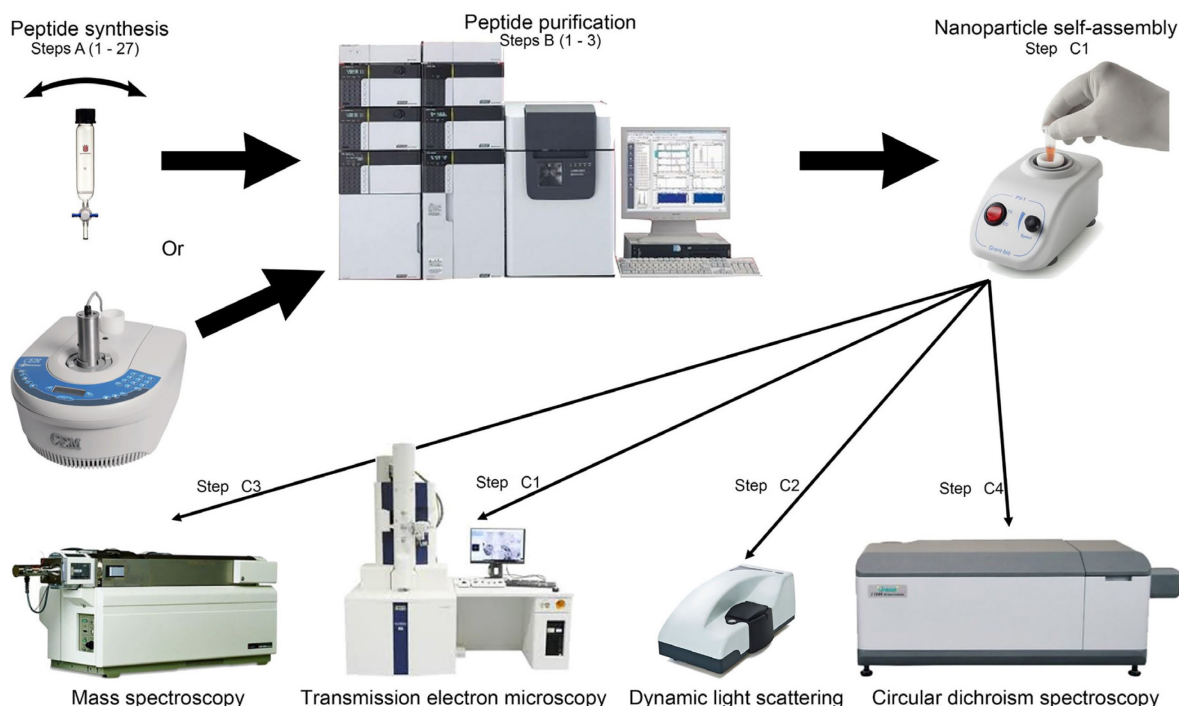 Peptide synthesis
Steps A (1 - 27)
Peptide purification
Steps B (1 - 3)
Nanoparticle self-assembly
Step C1
Or
CEM
Step C3
Step C1
Step C2
Step C4
Mass spectroscopy
Transmission electron microscopy
Dynamic light scattering
Circular dichroism spectroscopy